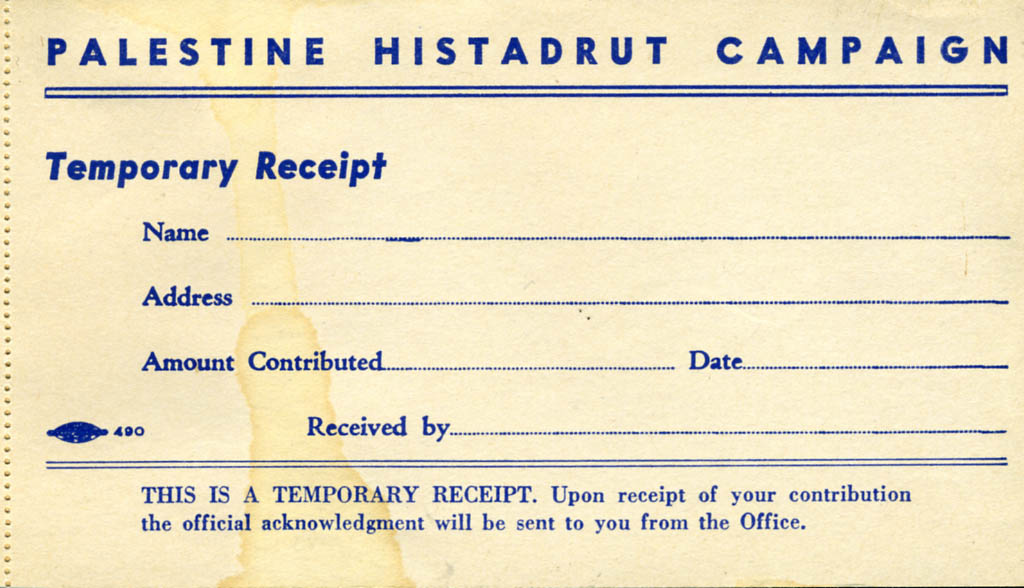 PALESTINE HISTADRUT CAMPAIGN
Temporary Receipt
Name
Address
Amount Contributed Date
490 Received by
THIS IS A TEMPORARY RECEIPT. Upon receipt of your contribution
the official acknowledgment will be sent to you from the Office.